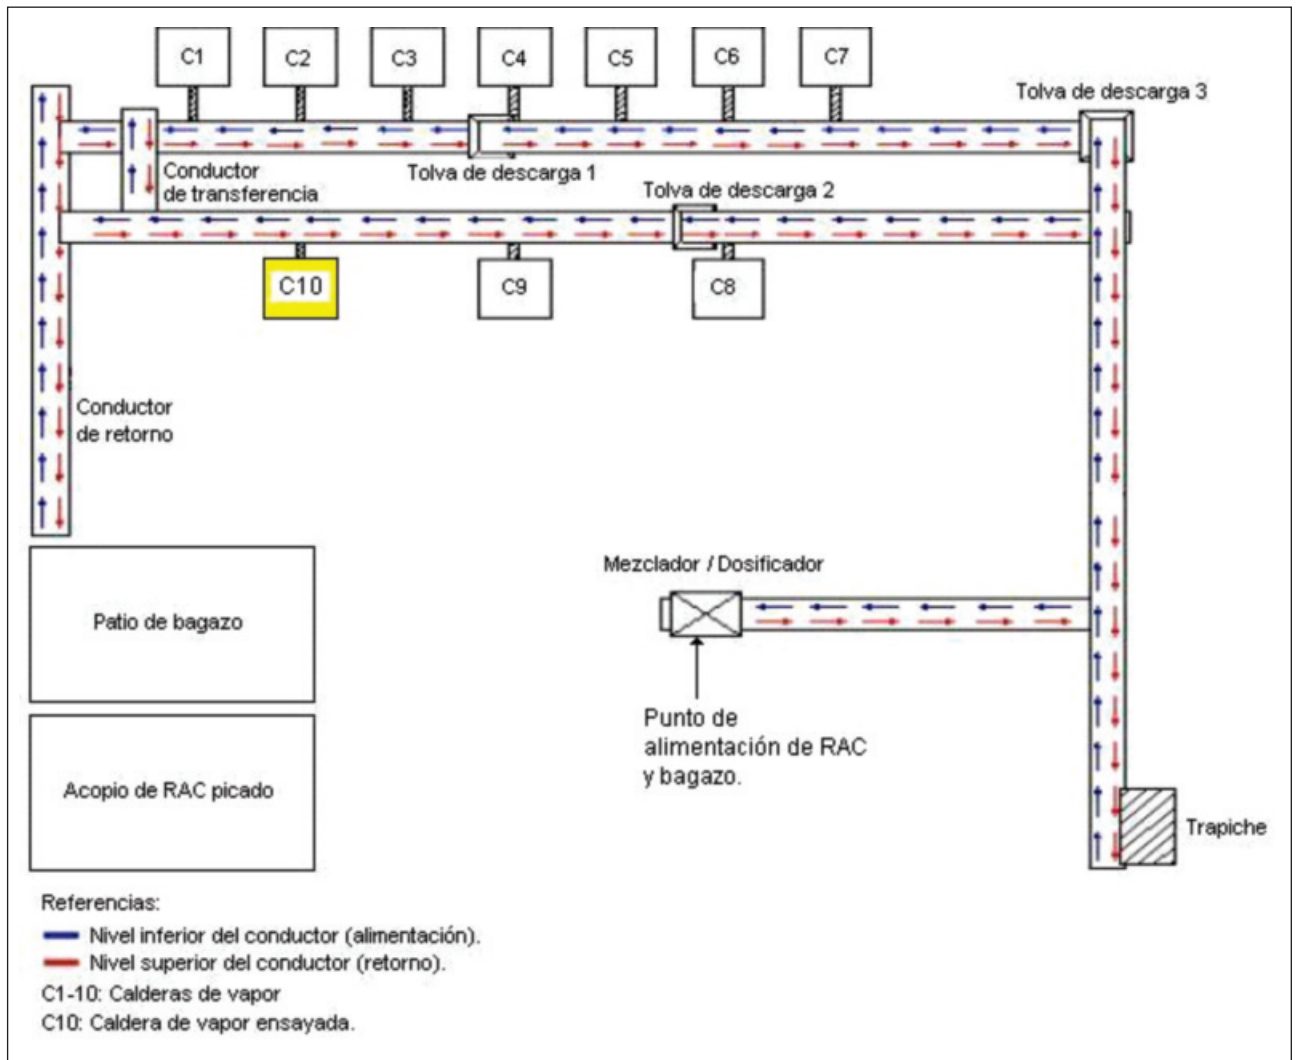 C1
C2
C3
C4
C5
C6
C7
Tolva de descarga 3
Conductor
de transferencia
Tolva de descarga 1
Tolva de descarga 2
C10
C9
C8
Conductor
de retorno
Mezclador / Dosificador
Patio de bagazo
Punto de
alimentación de RAC
y bagazo.
Acopio de RAC picado
Trapiche
Referencias:
Nivel inferior del conductor (alimentación).
Nivel superior del conductor (retorno).
C1-10: Calderas de vapor
C10: Caldera de vapor ensayada.